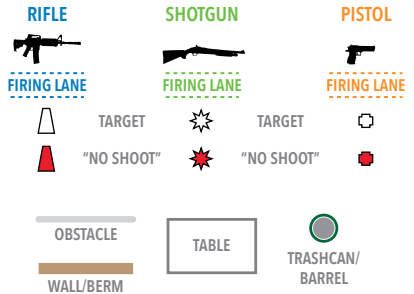 RIFLE SHOTGUN PISTOL
FIRING LANE FIRING LANE FIRING LANE
TARGET TARGET
“NO SHOOT” “NO SHOOT”
OBSTACLE
TABLE
TRASHCAN/
BARREL
WALL/BERM